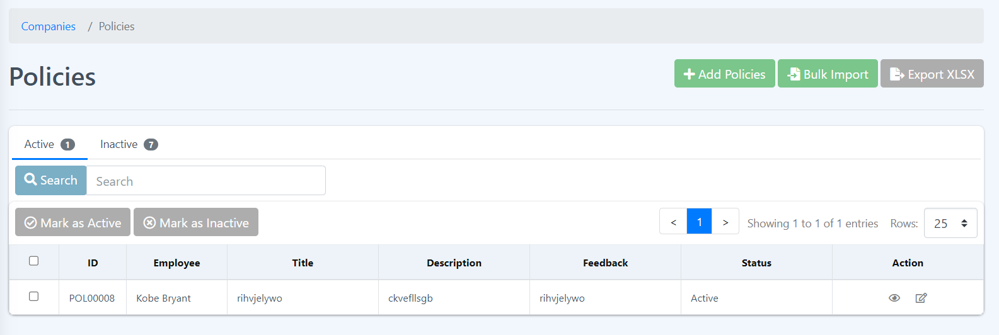 Companies / Policies
Policies
Add Policies Bulk Import Export XLSX
Active 1 Inactive 7
Search Search
Mark as Active Mark as Inactive < 1 > Showing 1 to 1 of 1 entries Rows: 25
ID Employee Title Description Feedback Status Action
POL00008 Kobe Bryant rihvjelywo ckvefllsgb rihvjelywo Active